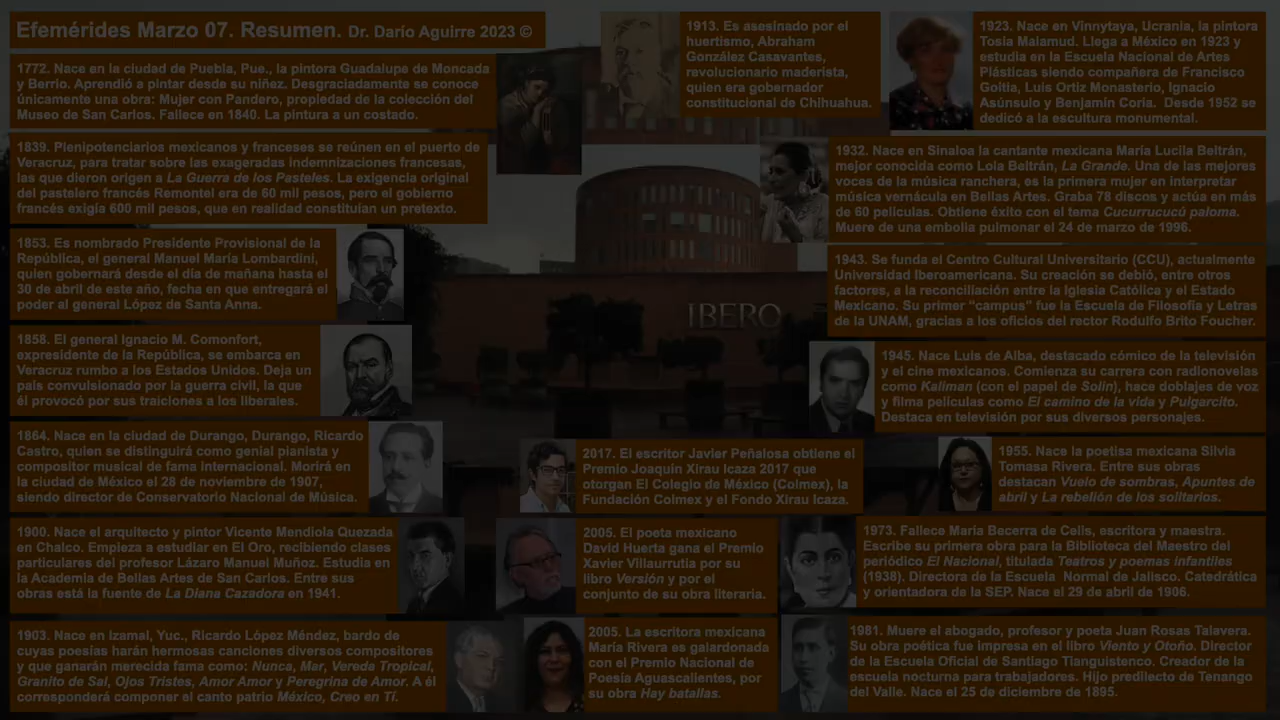 Efemérides Marzo 07. Resumen. Dr. Darío Aguirre 2023 ©
1772. Nace en la ciudad de Puebla, Pue., la pintora Guadalupe de Moncada
y Berrio. Aprendió a pintar desde su niñez. Desgraciadamente se conoce
únicamente una obra: Mujer con Pandero, propiedad de la colección del
Museo de San Carlos. Fallece en 1840. La pintura a un costado.
1839. Plenipotenciarios mexicanos y franceses se reúnen en el puerto de
Veracruz, para tratar sobre las exageradas indemnizaciones francesas,
las que dieron origen a La Guerra de los Pasteles. La exigencia original
del pastelero francés Remontel era de 60 mil pesos, pero el gobierno
francés exigía 600 mil pesos, que en realidad constituían un pretexto.
1853. Es nombrado Presidente Provisional de la
República, el general Manuel María Lombardini,
quien gobernará desde el día de mañana hasta el
30 de abril de este año, fecha en que entregará el
poder al general López de Santa Anna.
1858. El general Ignacio M. Comonfort,
expresidente de la República, se embarca en
Veracruz rumbo a los Estados Unidos. Deja un
país convulsionado por la guerra civil, la que
él provocó por sus traiciones a los liberales.
1864. Nace en la ciudad de Durango, Durango, Ricardo
Castro, quien se distinguirá como genial pianista y
compositor musical de fama internacional. Morirá en
la ciudad de México el 28 de noviembre de 1907,
siendo director de Conservatorio Nacional de Música.
1900. Nace el arquitecto y pintor Vicente Mendiola Quezada
en Chalco. Empieza a estudiar en El Oro, recibiendo clases
particulares del profesor Lázaro Manuel Muñoz. Estudia en
la Academia de Bellas Artes de San Carlos. Entre sus
obras está la fuente de La Diana Cazadora en 1941.
1903. Nace en Izamal, Yuc., Ricardo López Méndez, bardo de
cuyas poesías harán hermosas canciones diversos compositores
y que ganarán merecida fama como: Nunca, Mar, Vereda Tropical,
Granito de Sal, Ojos Tristes, Amor Amor y Peregrina de Amor. A él
corresponderá componer el canto patrio México, Creo en Tí.
1913. Es asesinado por el
huertismo, Abraham
González Casavantes,
revolucionario maderista,
quien era gobernador
constitucional de Chihuahua.
1923. Nace en Vinnytaya, Ucrania, la pintora
Tosia Malamud. Llega a México en 1923 y
estudia en la Escuela Nacional de Artes
Plásticas siendo compañera de Francisco
Goitia, Luis Ortiz Monasterio, Ignacio
Asúnsulo y Benjamín Coria. Desde 1952 se
dedicó a la escultura monumental.
1932. Nace en Sinaloa la cantante mexicana María Lucila Beltrán,
mejor conocida como Lola Beltrán, La Grande. Una de las mejores
voces de la música ranchera, es la primera mujer en interpretar
música vernácula en Bellas Artes. Graba 78 discos y actúa en más
de 60 películas. Obtiene éxito con el tema Cucurrucucú paloma.
Muere de una embolia pulmonar el 24 de marzo de 1996.
1943. Se funda el Centro Cultural Universitario (CCU), actualmente
Universidad Iberoamericana. Su creación se debió, entre otros
factores, a la reconciliación entre la Iglesia Católica y el Estado
Mexicano. Su primer “campus” fue la Escuela de Filosofía y Letras
de la UNAM, gracias a los oficios del rector Rodulfo Brito Foucher.
IBERO
1945. Nace Luis de Alba, destacado cómico de la televisión
y el cine mexicanos. Comienza su carrera con radionovelas
como Kaliman (con el papel de Solín), hace doblajes de voz
y filma películas como El camino de la vida y Pulgarcito.
Destaca en televisión por sus diversos personajes.
2017. El escritor Javier Peñalosa obtiene el
Premio Joaquín Xirau Icaza 2017 que
otorgan El Colegio de México (Colmex), la
Fundación Colmex y el Fondo Xirau Icaza.
1955. Nace la poetisa mexicana Silvia
Tomasa Rivera. Entre sus obras
destacan Vuelo de sombras, Apuntes de
abril y La rebelión de los solitarios.
2005. El poeta mexicano
David Huerta gana el Premio
Xavier Villaurrutia por su
libro Versión y por el
conjunto de su obra literaria.
1973. Fallece María Becerra de Celis, escritora y maestra.
Escribe su primera obra para la Biblioteca del Maestro del
periódico El Nacional, titulada Teatros y poemas infantiles
(1938). Directora de la Escuela Normal de Jalisco. Catedrática
y orientadora de la SEP. Nace el 29 de abril de 1906.
2005. La escritora mexicana
María Rivera es galardonada
con el Premio Nacional de
Poesía Aguascalientes, por
su obra Hay batallas.
1981. Muere el abogado, profesor y poeta Juan Rosas Talavera.
Su obra poética fue impresa en el libro Viento y Otoño. Director
de la Escuela Oficial de Santiago Tianguistenco. Creador de la
escuela nocturna para trabajadores. Hijo predilecto de Tenango
del Valle. Nace el 25 de diciembre de 1895.